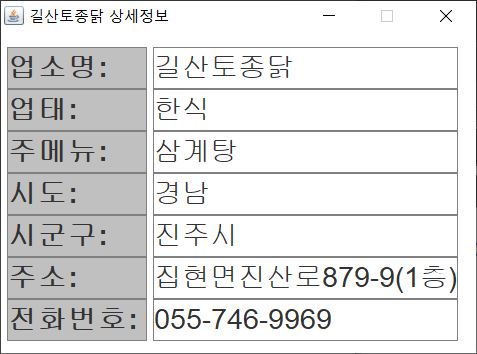 길산토종닭 상세정보
업소명: 길산토종닭
업태: 한식
주메뉴: 삼계탕
시도: 경남
시군구: 진주시
주소: 집현면진산로879-9(1층)
전화번호: 055-746-9969